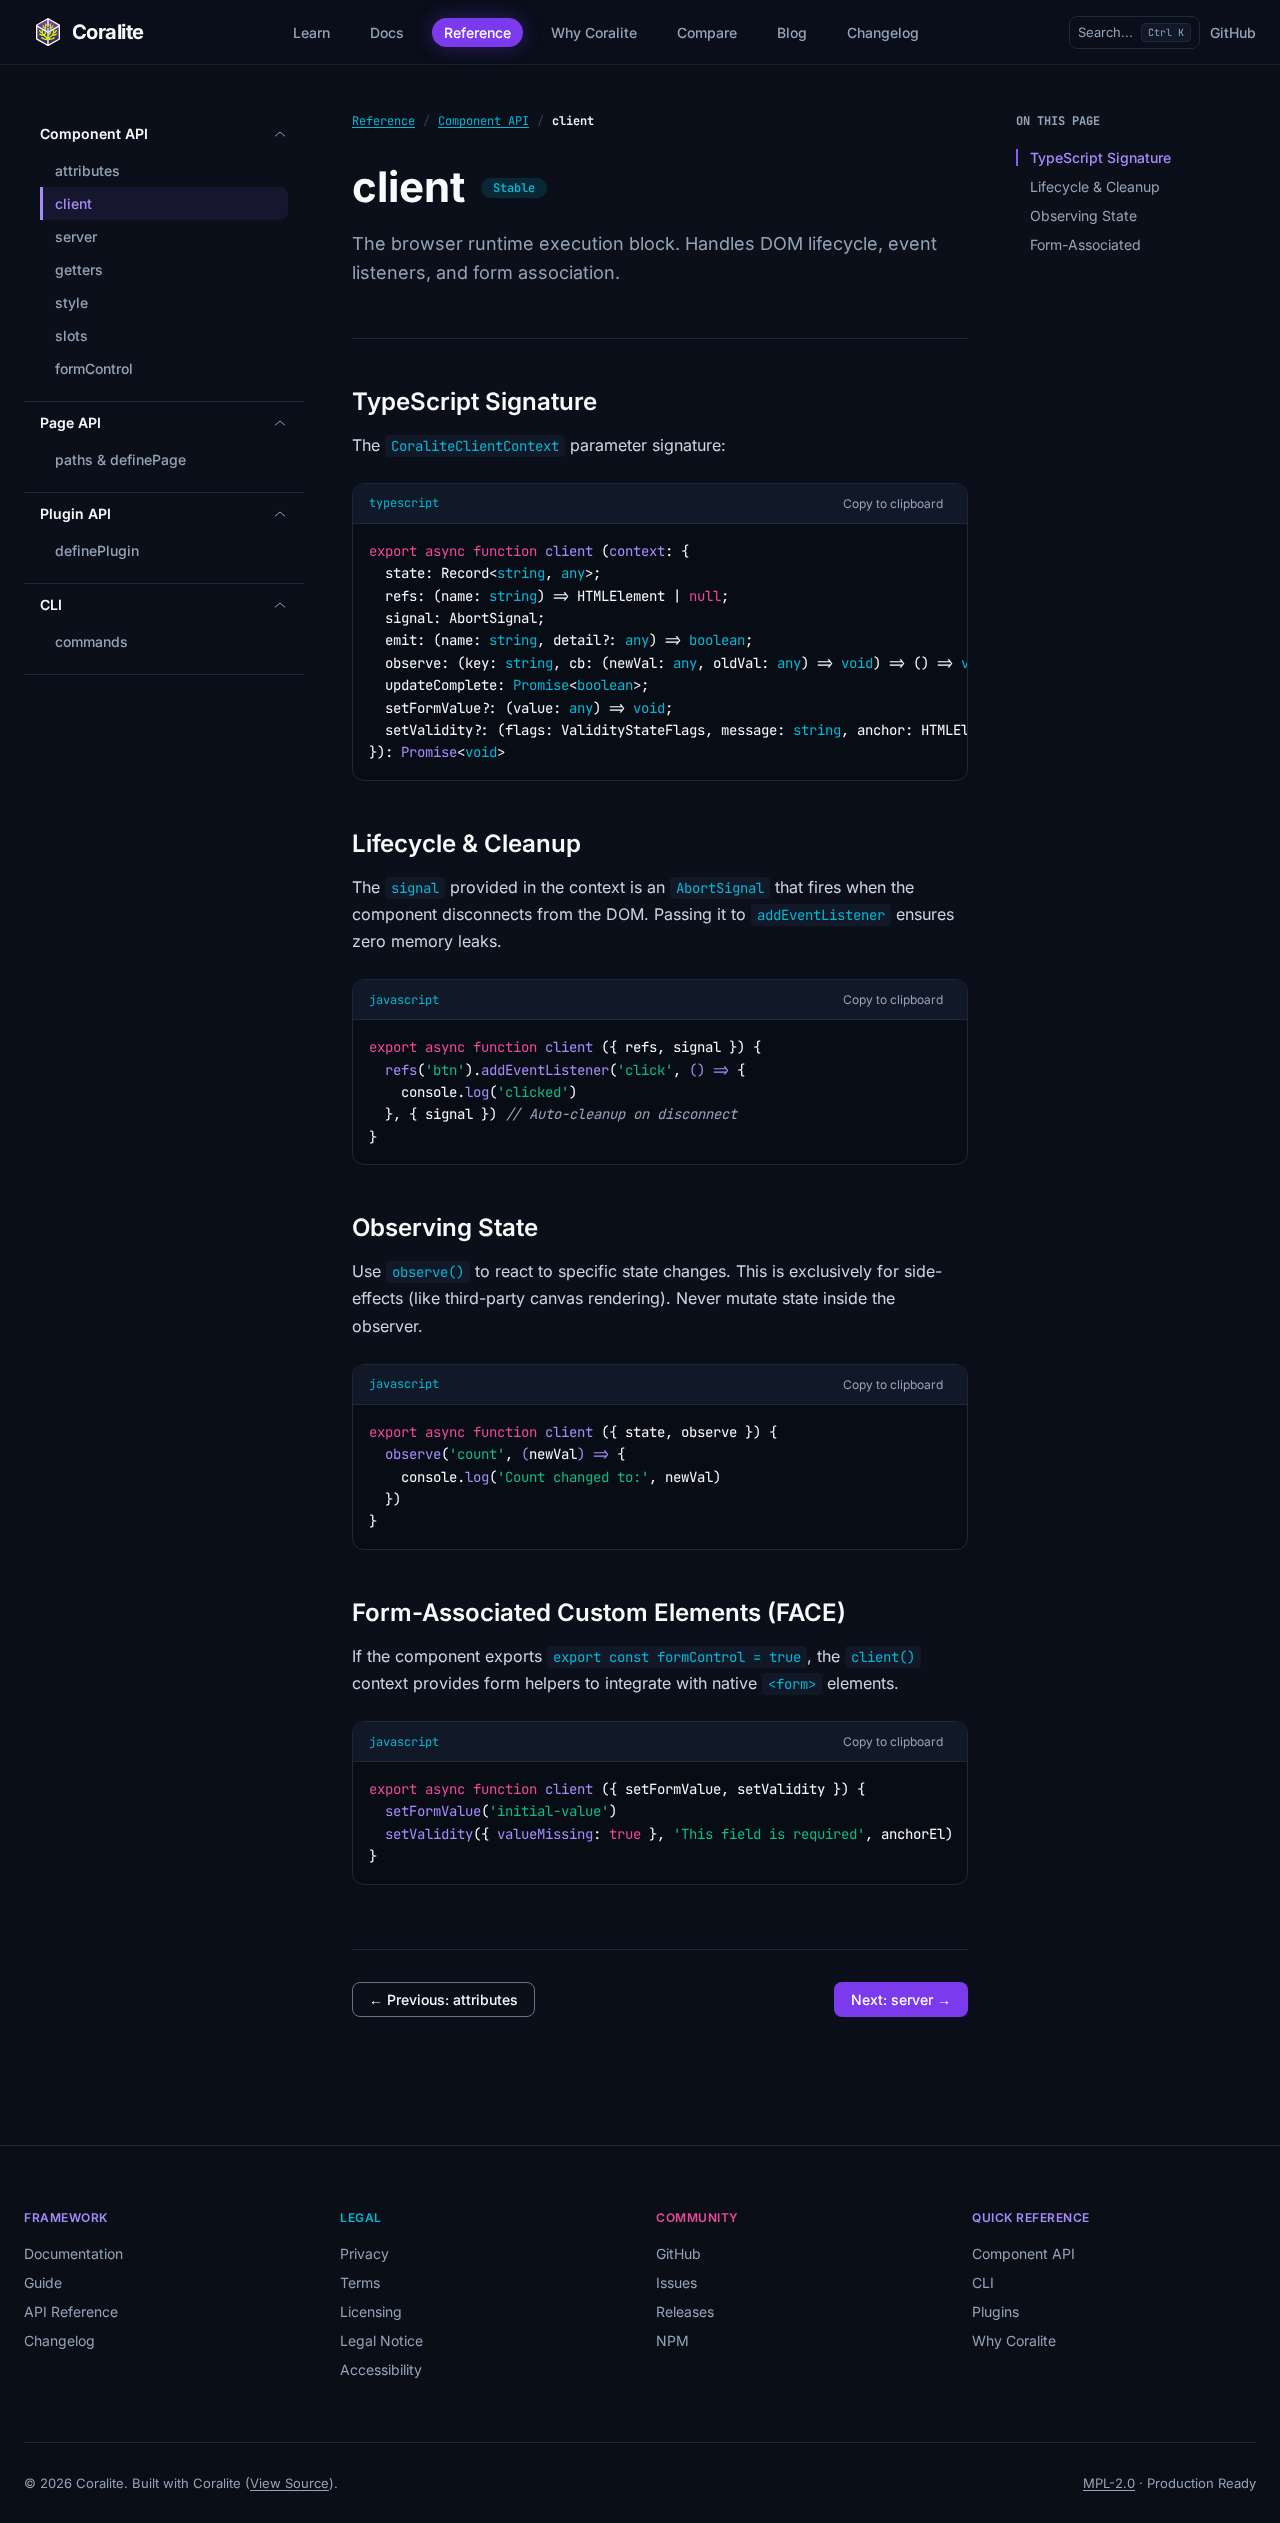 Coralite
Learn
Docs
Reference
Why Coralite
Compare
Blog
Changelog
Search...
Ctrl K
GitHub
Component API
attributes
client
server
getters
style
slots
formControl
Page API
paths & definePage
Plugin API
definePlugin
CLI
commands
Reference / Component API / client
client
Stable
The browser runtime execution block. Handles DOM lifecycle, event
listeners, and form association.
TypeScript Signature
The CoraliteClientContext parameter signature:
typescript
Copy to clipboard
export async function client (context: {
  state: Record<string, any>;
  refs: (name: string) => HTMLElement | null;
  signal: AbortSignal;
  emit: (name: string, detail?: any) => boolean;
  observe: (key: string, cb: (newVal: any, oldVal: any) => void) => () => v
  updateComplete: Promise<boolean>;
  setFormValue?: (value: any) => void;
  setValidity?: (flags: ValidityStateFlags, message: string, anchor: HTMLEl
}): Promise<void>
Lifecycle & Cleanup
The signal provided in the context is an AbortSignal that fires when the
component disconnects from the DOM. Passing it to addEventListener ensures
zero memory leaks.
javascript
Copy to clipboard
export async function client ({ refs, signal }) {
  refs('btn').addEventListener('click', () => {
    console.log('clicked')
  }, { signal }) // Auto-cleanup on disconnect
}
Observing State
Use observe() to react to specific state changes. This is exclusively for side-
effects (like third-party canvas rendering). Never mutate state inside the
observer.
javascript
Copy to clipboard
export async function client ({ state, observe }) {
  observe('count', (newVal) => {
    console.log('Count changed to:', newVal)
  })
}
Form-Associated Custom Elements (FACE)
If the component exports export const formControl = true, the client()
context provides form helpers to integrate with native <form> elements.
javascript
Copy to clipboard
export async function client ({ setFormValue, setValidity }) {
  setFormValue('initial-value')
  setValidity({ valueMissing: true }, 'This field is required', anchorEl)
}
← Previous: attributes
Next: server →
ON THIS PAGE
TypeScript Signature
Lifecycle & Cleanup
Observing State
Form-Associated
FRAMEWORK
Documentation
Guide
API Reference
Changelog
LEGAL
Privacy
Terms
Licensing
Legal Notice
Accessibility
COMMUNITY
GitHub
Issues
Releases
NPM
QUICK REFERENCE
Component API
CLI
Plugins
Why Coralite
© 2026 Coralite. Built with Coralite (View Source).
MPL-2.0 · Production Ready